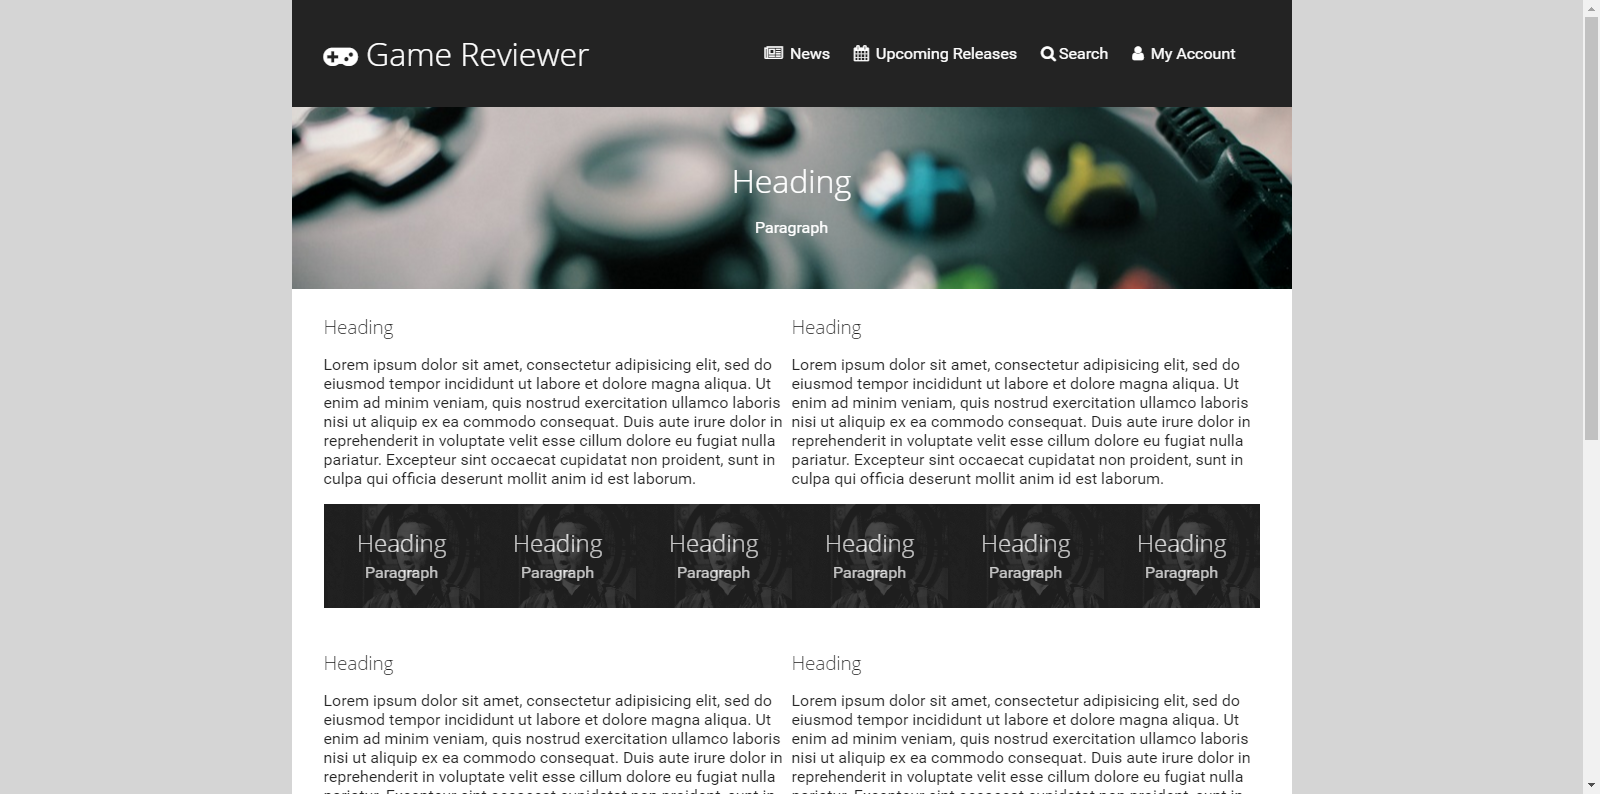 Game Reviewer
News Upcoming Releases Search My Account
Heading
Paragraph
Heading
Lorem ipsum dolor sit amet, consectetur adipisicing elit, sed do
eiusmod tempor incididunt ut labore et dolore magna aliqua. Ut
enim ad minim veniam, quis nostrud exercitation ullamco laboris
nisi ut aliquip ex ea commodo consequat. Duis aute irure dolor in
reprehenderit in voluptate velit esse cillum dolore eu fugiat nulla
pariatur. Excepteur sint occaecat cupidatat non proident, sunt in
culpa qui officia deserunt mollit anim id est laborum.
Heading
Lorem ipsum dolor sit amet, consectetur adipisicing elit, sed do
eiusmod tempor incididunt ut labore et dolore magna aliqua. Ut
enim ad minim veniam, quis nostrud exercitation ullamco laboris
nisi ut aliquip ex ea commodo consequat. Duis aute irure dolor in
reprehenderit in voluptate velit esse cillum dolore eu fugiat nulla
pariatur. Excepteur sint occaecat cupidatat non proident, sunt in
culpa qui officia deserunt mollit anim id est laborum.
Heading Heading Heading Heading Heading Heading
Paragraph Paragraph Paragraph Paragraph Paragraph Paragraph
Heading
Lorem ipsum dolor sit amet, consectetur adipisicing elit, sed do
eiusmod tempor incididunt ut labore et dolore magna aliqua. Ut
enim ad minim veniam, quis nostrud exercitation ullamco laboris
nisi ut aliquip ex ea commodo consequat. Duis aute irure dolor in
reprehenderit in voluptate velit esse cillum dolore eu fugiat nulla
Heading
Lorem ipsum dolor sit amet, consectetur adipisicing elit, sed do
eiusmod tempor incididunt ut labore et dolore magna aliqua. Ut
enim ad minim veniam, quis nostrud exercitation ullamco laboris
nisi ut aliquip ex ea commodo consequat. Duis aute irure dolor in
reprehenderit in voluptate velit esse cillum dolore eu fugiat nulla